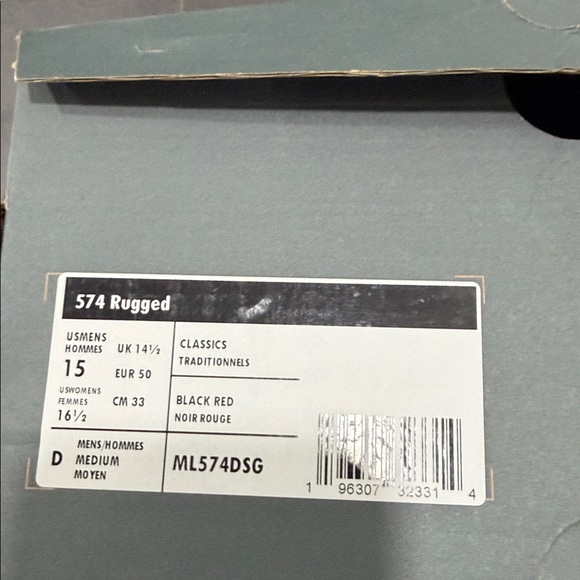 574 Rugged
USMENS
HOMMES
15
USWOMENS
FEMMES
16½
UK 14½
EUR 50
CM 33
CLASSICS
TRADITIONNELS
BLACK RED
NOIR ROUGE
D
MENS/HOMMES
MEDIUM
MOYEN
ML574DSG
1 96307 32331 4